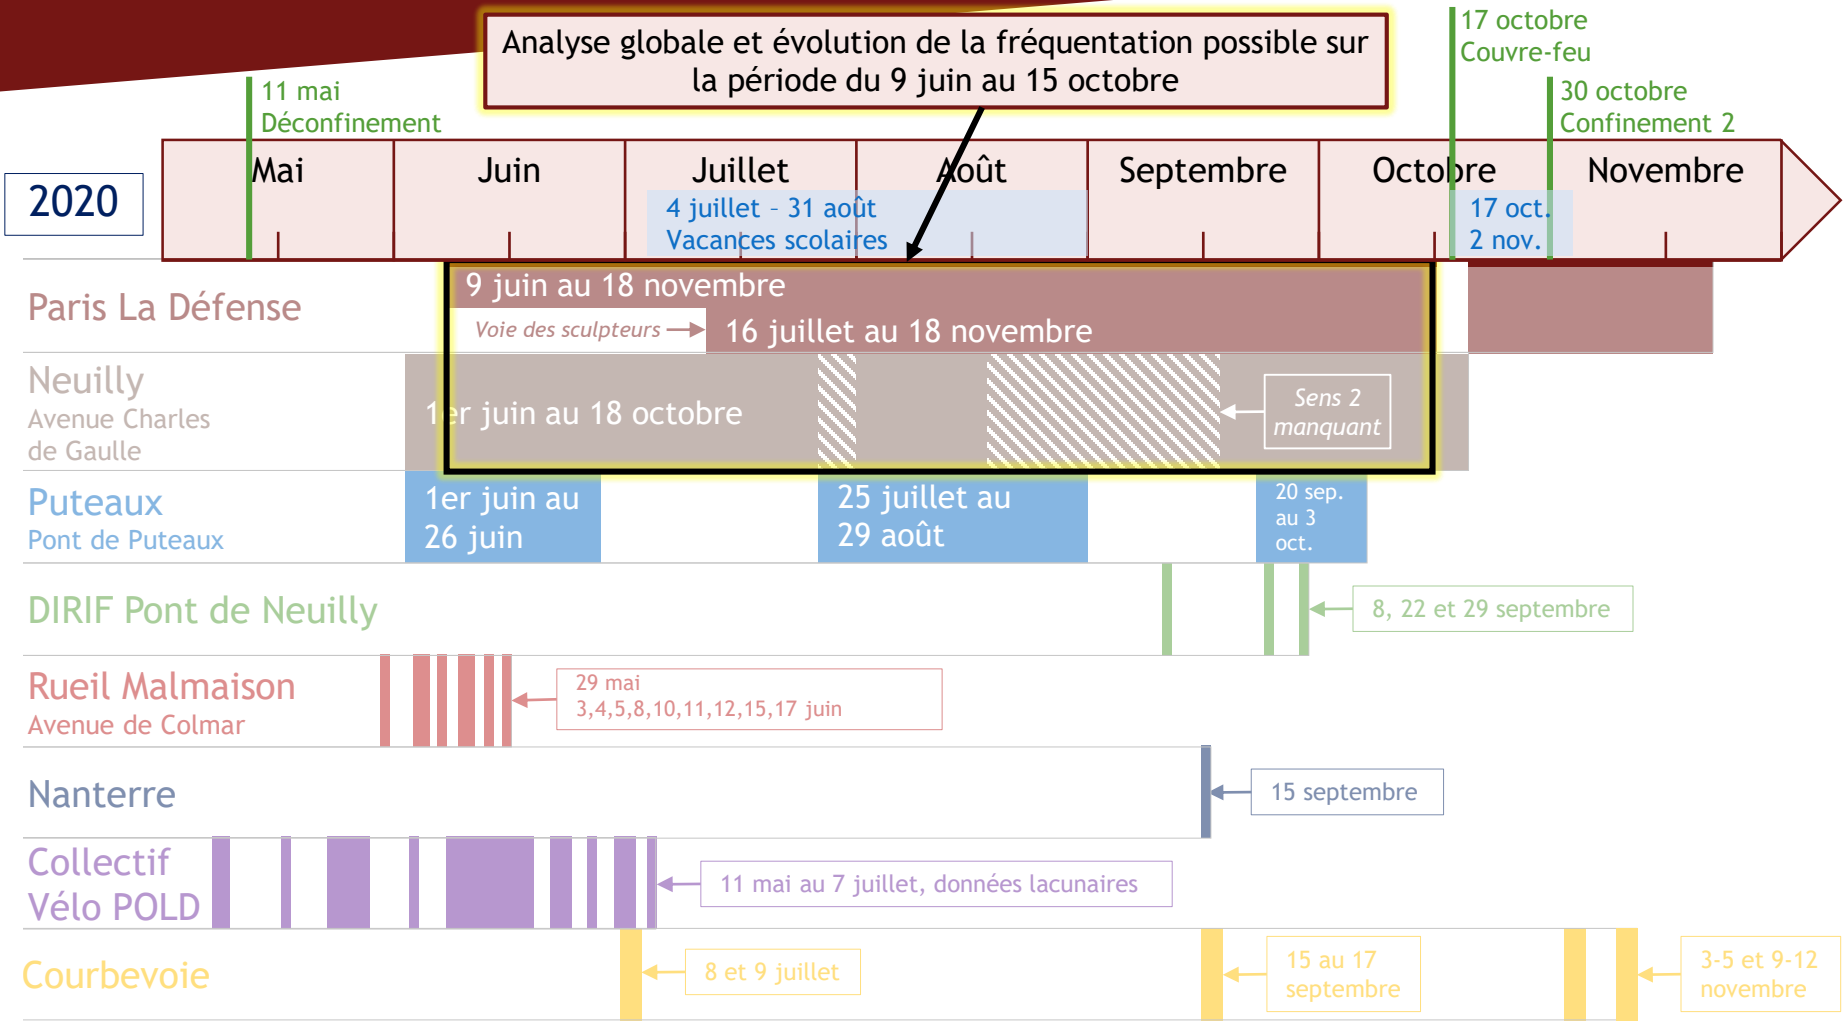 Analyse globale et évolution de la fréquentation possible sur
la période du 9 juin au 15 octobre
17 octobre
Couvre-feu
11 mai
Déconfinement
30 octobre
Confinement 2
2020
Mai
Juin
Juillet
Août
Septembre
Octobre
Novembre
4 juillet – 31 août
Vacances scolaires
17 oct.
2 nov.
Paris La Défense
9 juin au 18 novembre
Voie des sculpteurs
16 juillet au 18 novembre
Neuilly
Avenue Charles
de Gaulle
1er juin au 18 octobre
Sens 2
manquant
Puteaux
Pont de Puteaux
1er juin au
26 juin
25 juillet au
29 août
20 sep.
au 3
oct.
DIRIF Pont de Neuilly
8, 22 et 29 septembre
Rueil Malmaison
Avenue de Colmar
29 mai
3,4,5,8,10,11,12,15,17 juin
Nanterre
15 septembre
Collectif
Vélo POLD
11 mai au 7 juillet, données lacunaires
Courbevoie
8 et 9 juillet
15 au 17
septembre
3-5 et 9-12
novembre